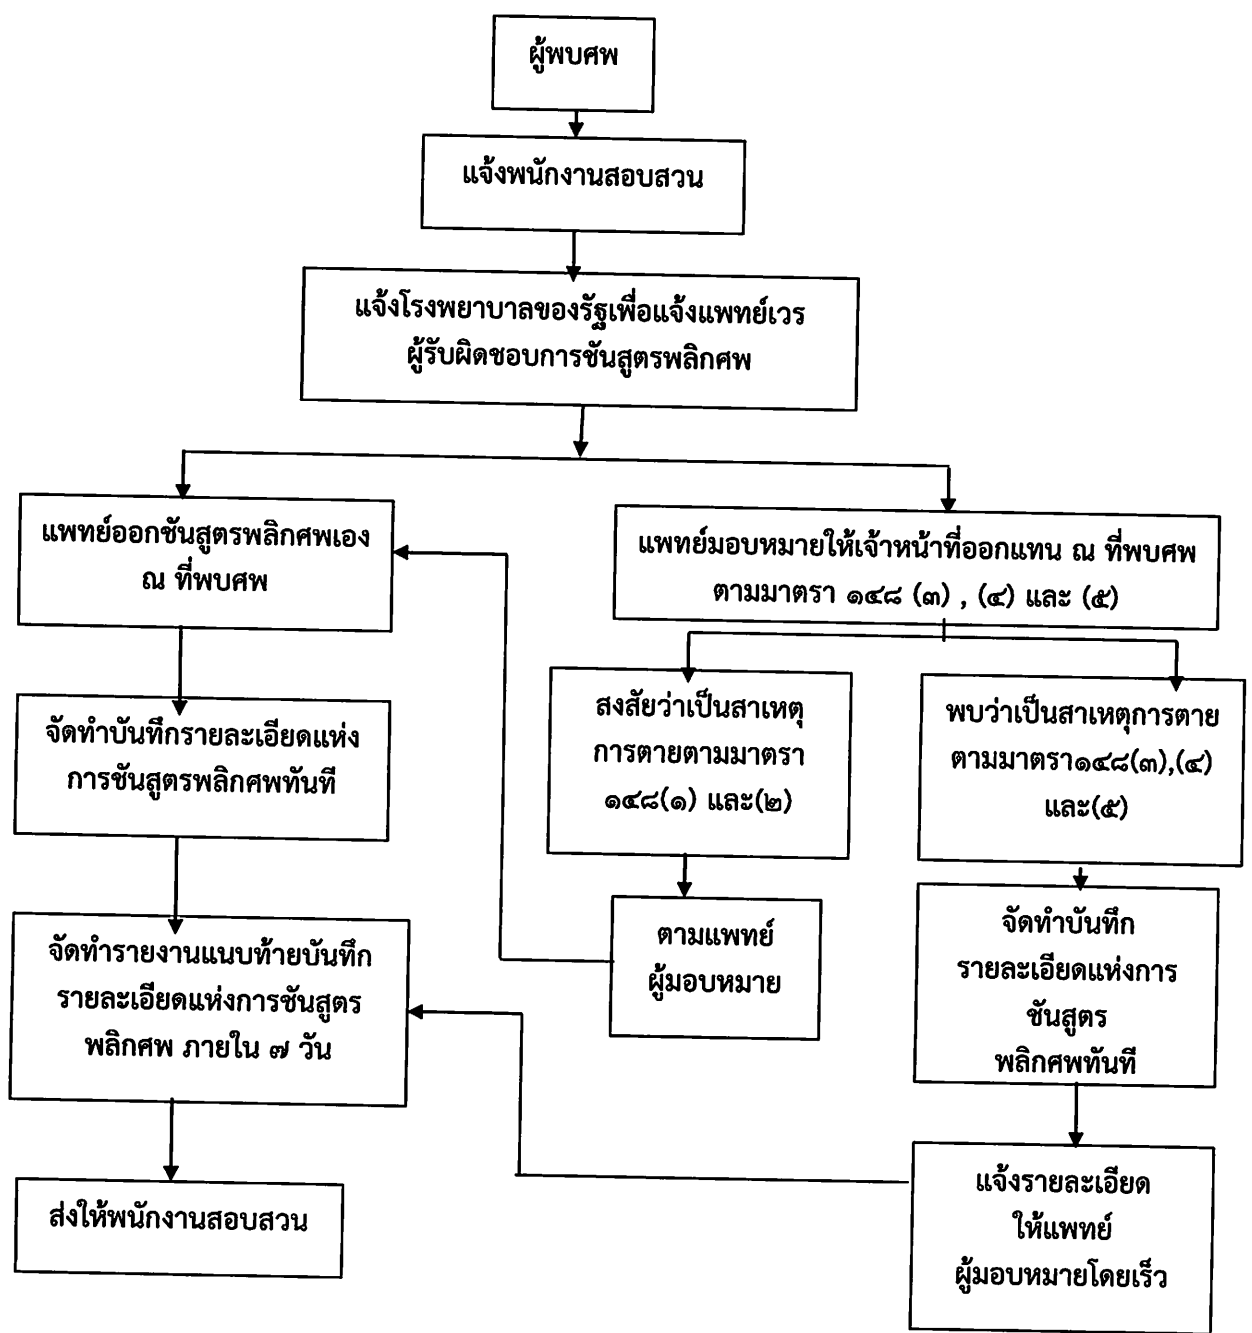 ผู้พบศพ
แจ้งพนักงานสอบสวน
แจ้งโรงพยาบาลของรัฐเพื่อแจ้งแพทย์เวร
ผู้รับผิดชอบการชันสูตรพลิกศพ
แพทย์ออกชันสูตรพลิกศพเอง
ณ ที่พบศพ
แพทย์มอบหมายให้เจ้าหน้าที่ออกแทน ณ ที่พบศพ
ตามมาตรา ๑๔๘ (๓) , (๔) และ (๕)
จัดทำบันทึกรายละเอียดแห่ง
การชันสูตรพลิกศพทันที
สงสัยว่าเป็นสาเหตุ
การตายตามมาตรา
๑๔๘(๑) และ(๒)
พบว่าเป็นสาเหตุการตาย
ตามมาตรา๑๔๘(๓),(๔)
และ(๕)
จัดทำรายงานแนบท้ายบันทึก
รายละเอียดแห่งการชันสูตร
พลิกศพ ภายใน ๗ วัน
ตามแพทย์
ผู้มอบหมาย
จัดทำบันทึก
รายละเอียดแห่งการ
ชันสูตร
พลิกศพทันที
ส่งให้พนักงานสอบสวน
แจ้งรายละเอียด
ให้แพทย์
ผู้มอบหมายโดยเร็ว